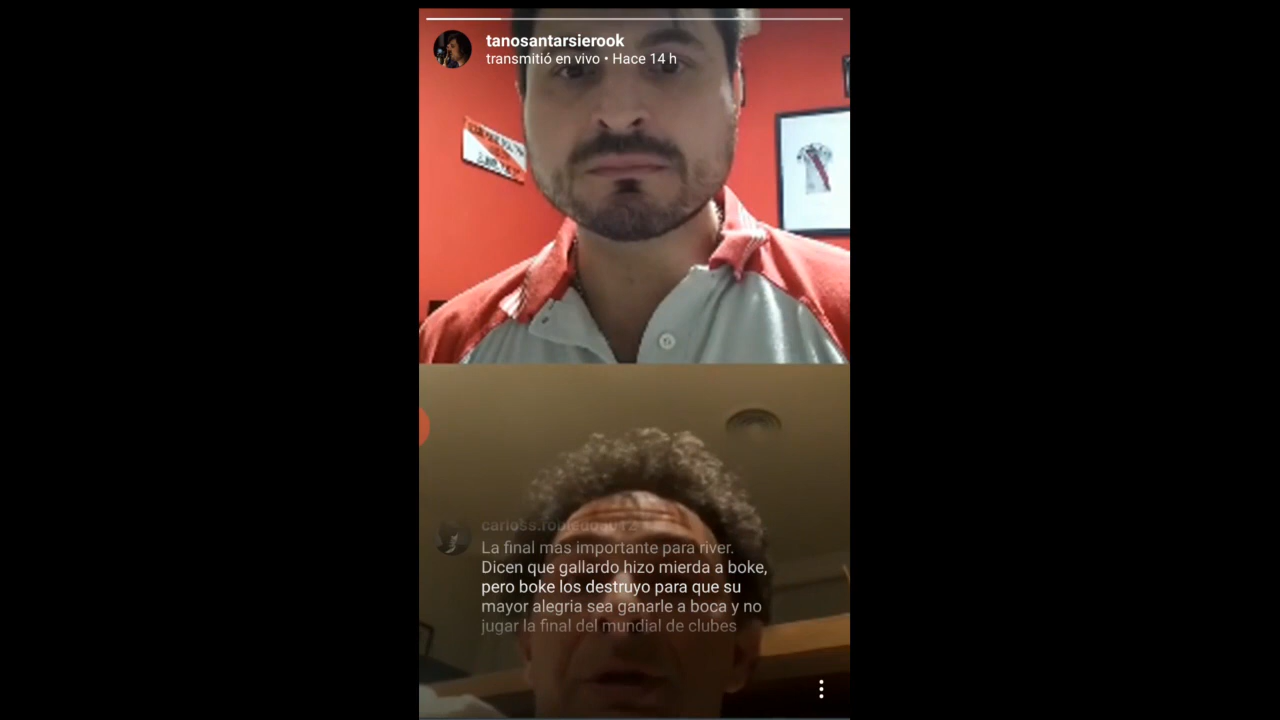 tanosantarsierook
transmitió en vivo • Hace 14 h
La final mas importante para river.
Dicen que gallardo hizo mierda a boke,
pero boke los destruyo para que su
mayor alegria sea ganarle a boca y no
jugar la final del mundial de clubes